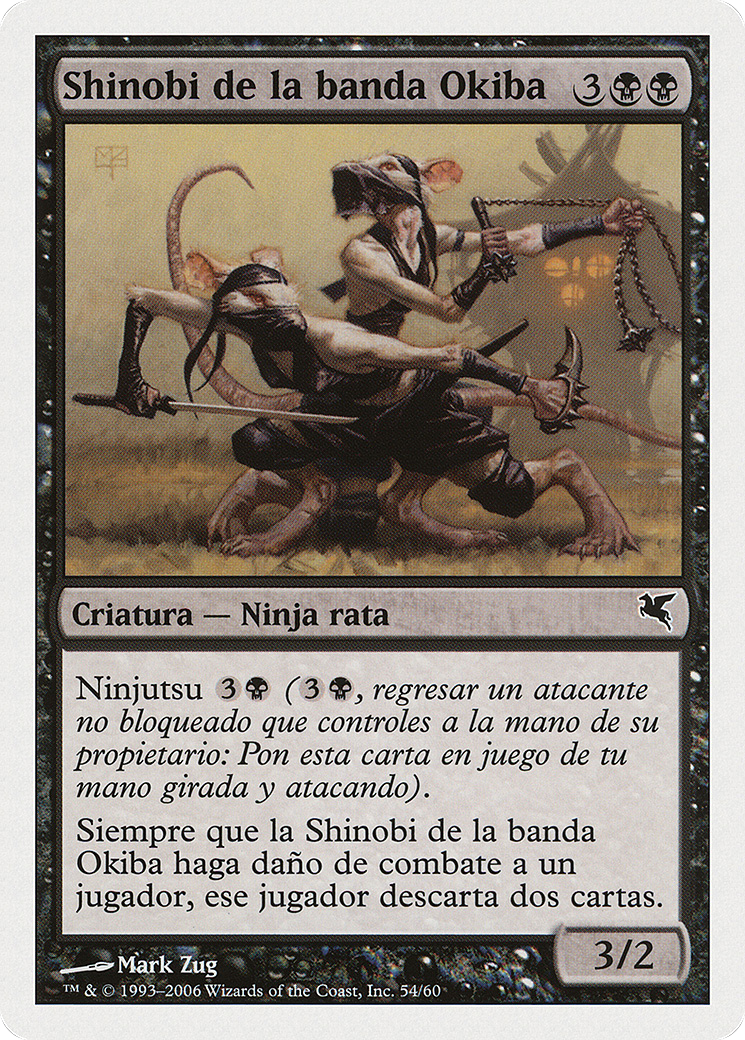 Shinobi de la banda Okiba 3
MZ
Criatura — Ninja rata
Ninjutsu 3 (3 , regresar un atacante
no bloqueado que controles a la mano de su
propietario: Pon esta carta en juego de tu
mano girada y atacando).
Siempre que la Shinobi de la banda
Okiba haga daño de combate a un
jugador, ese jugador descarta dos cartas.
3/2
Mark Zug
™ & © 1993–2006 Wizards of the Coast, Inc. 54/60